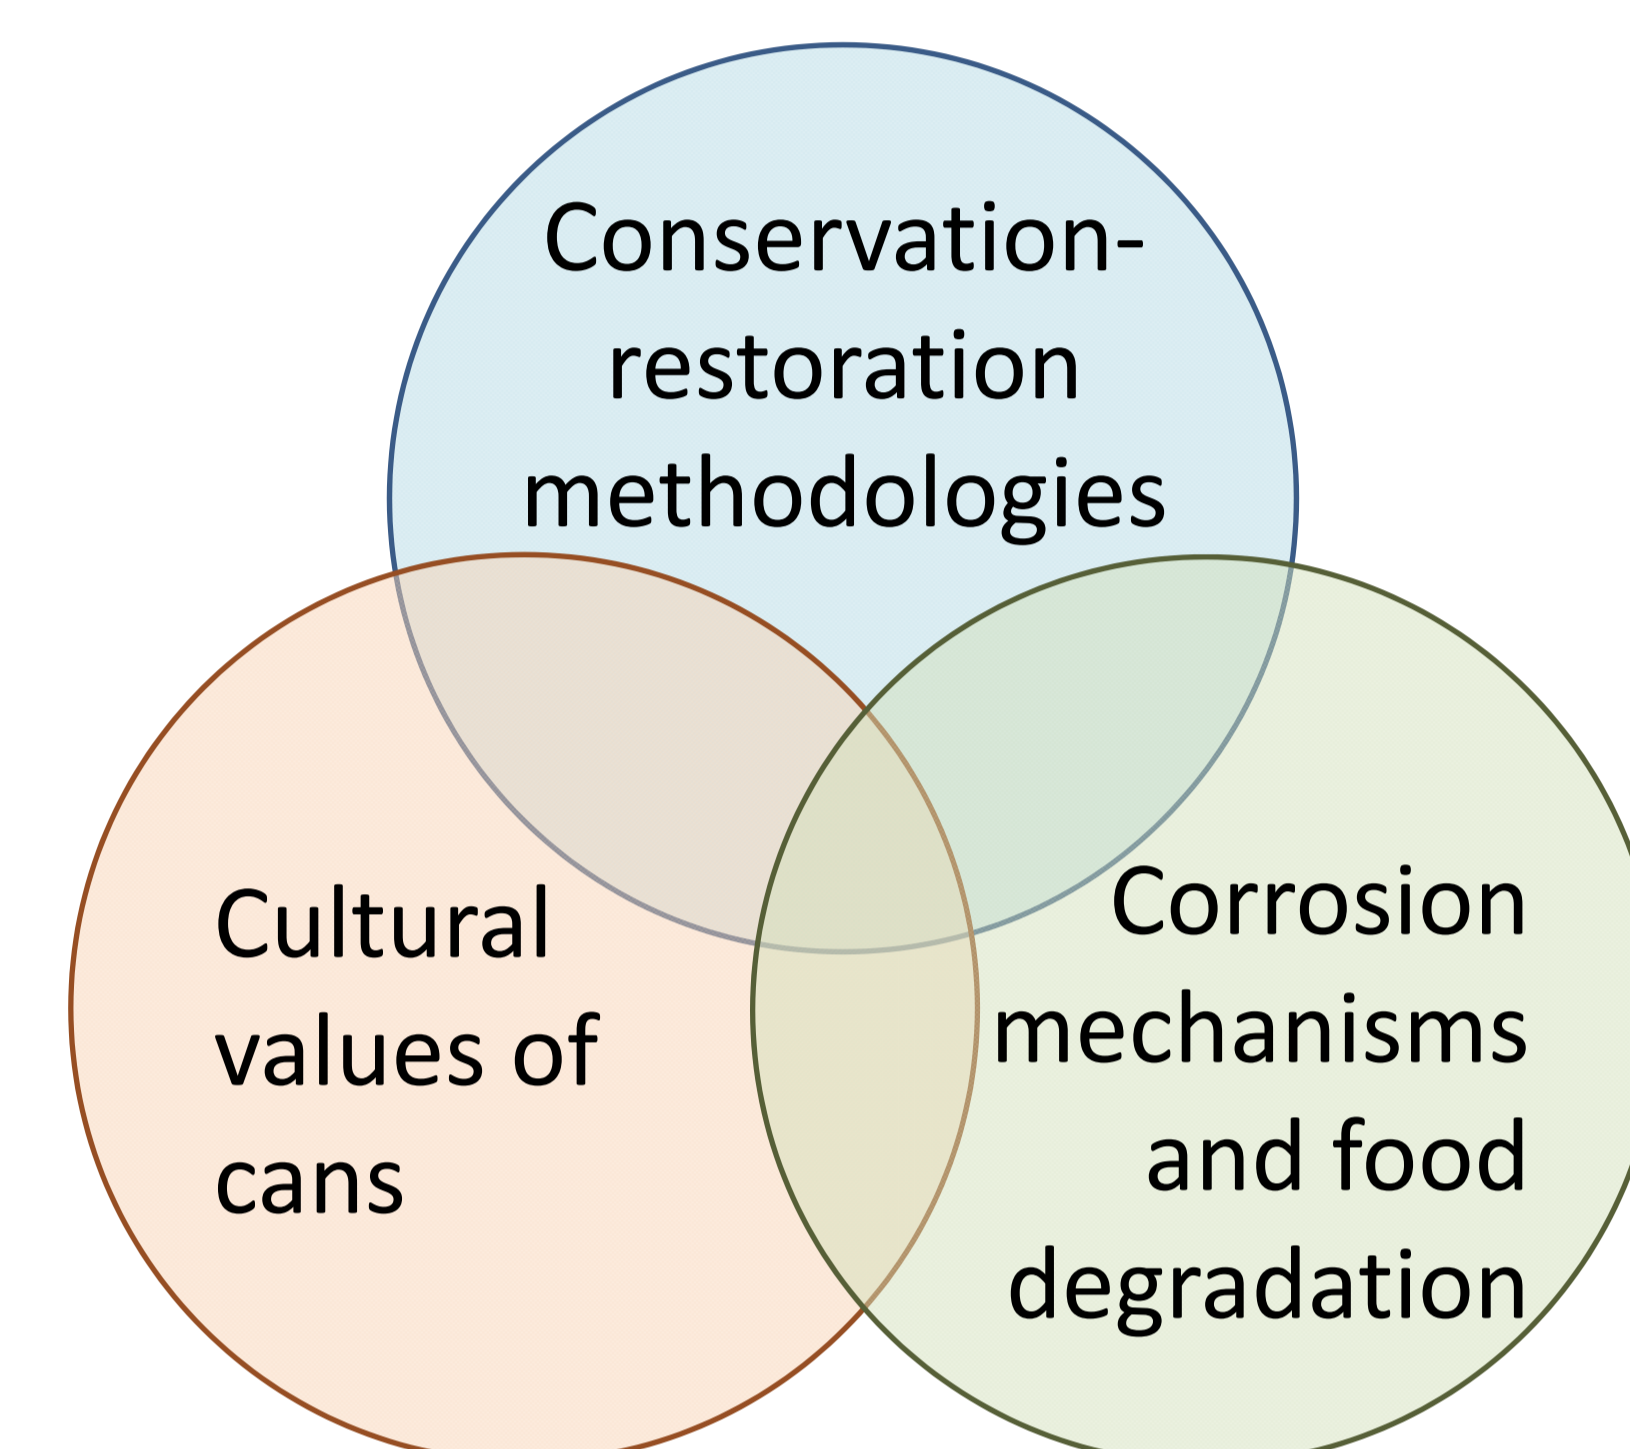 Conservation-
restoration
methodologies
Cultural
values of
cans
Corrosion
mechanisms
and food
degradation